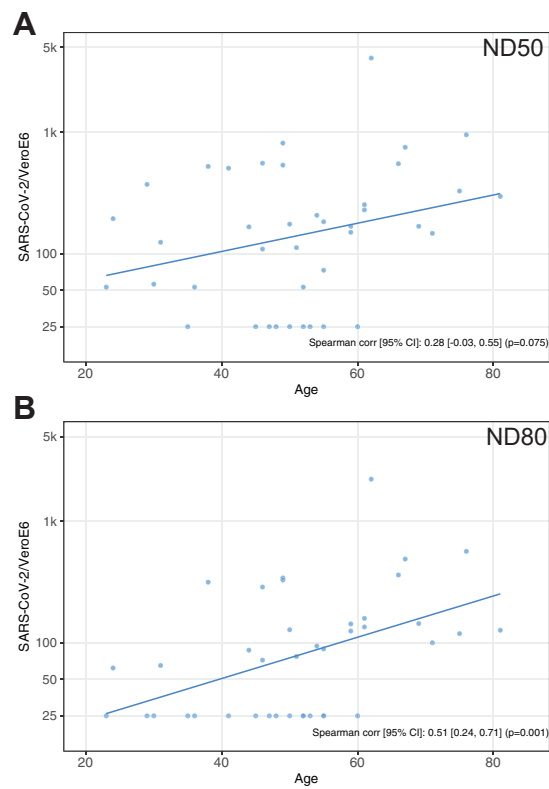 A
ND50
5k
1k
100
50
25
SARS-CoV-2/VeroE6
Spearman corr [95% CI]: 0.28 [-0.03, 0.55] (p=0.075)
20 40 60 80
Age
B
ND80
5k
1k
100
50
25
SARS-CoV-2/VeroE6
Spearman corr [95% CI]: 0.51 [0.24, 0.71] (p=0.001)
20 40 60 80
Age